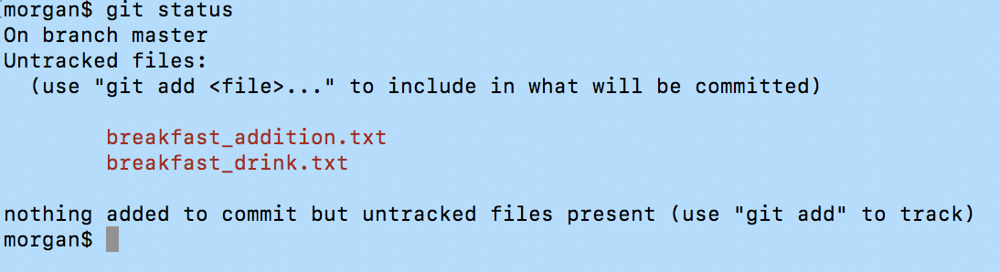 morgan$ git status
On branch master
Untracked files:
  (use "git add <file>..." to include in what will be committed)

        breakfast_addition.txt
        breakfast_drink.txt

nothing added to commit but untracked files present (use "git add" to track)
morgan$